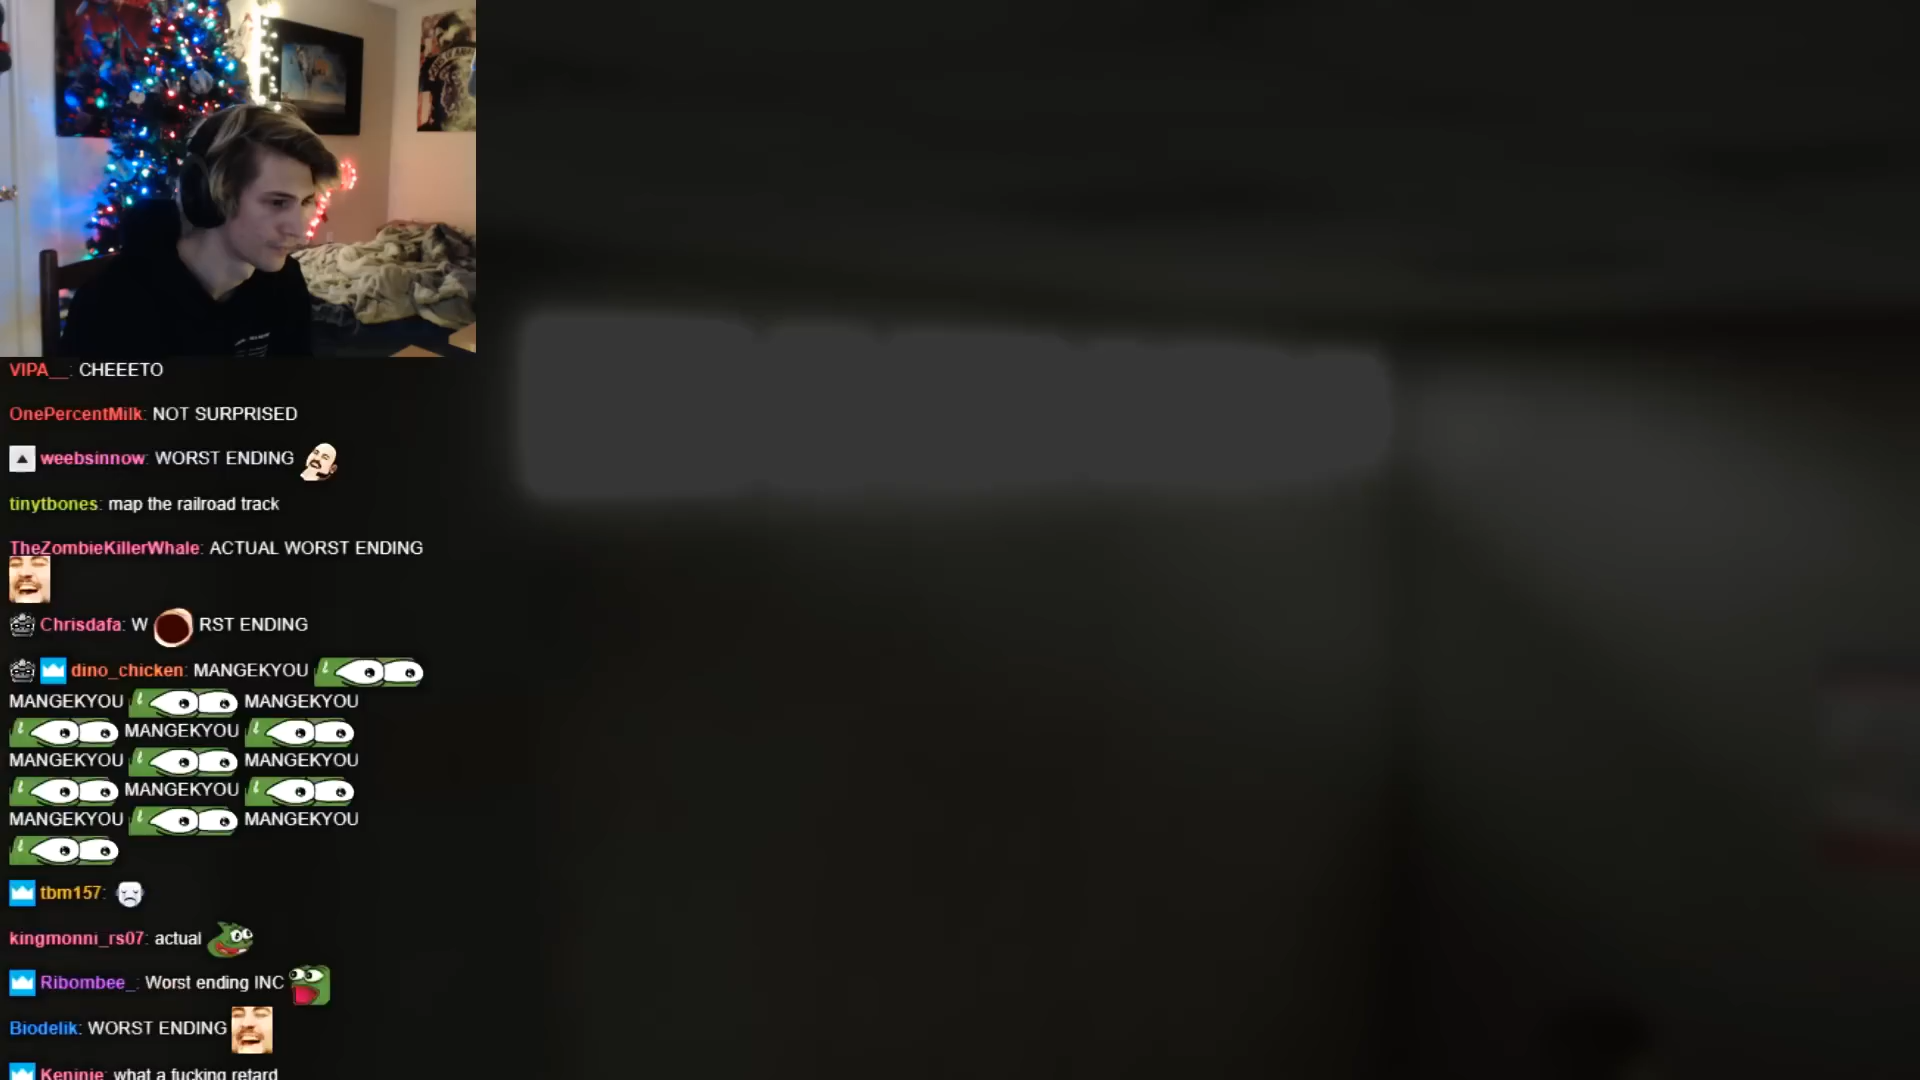 VIPA__: CHEEETO
OnePercentMilk: NOT SURPRISED
weebsinnow: WORST ENDING
tinytbones: map the railroad track
TheZombieKillerWhale: ACTUAL WORST ENDING
Chrisdafa: W RST ENDING
dino_chicken: MANGEKYOU
MANGEKYOU MANGEKYOU
MANGEKYOU
MANGEKYOU MANGEKYOU
MANGEKYOU
MANGEKYOU MANGEKYOU
tbm157:
kingmonni_rs07: actual
Ribombee_: Worst ending INC
Biodelik: WORST ENDING
Keninie: what a fucking retard